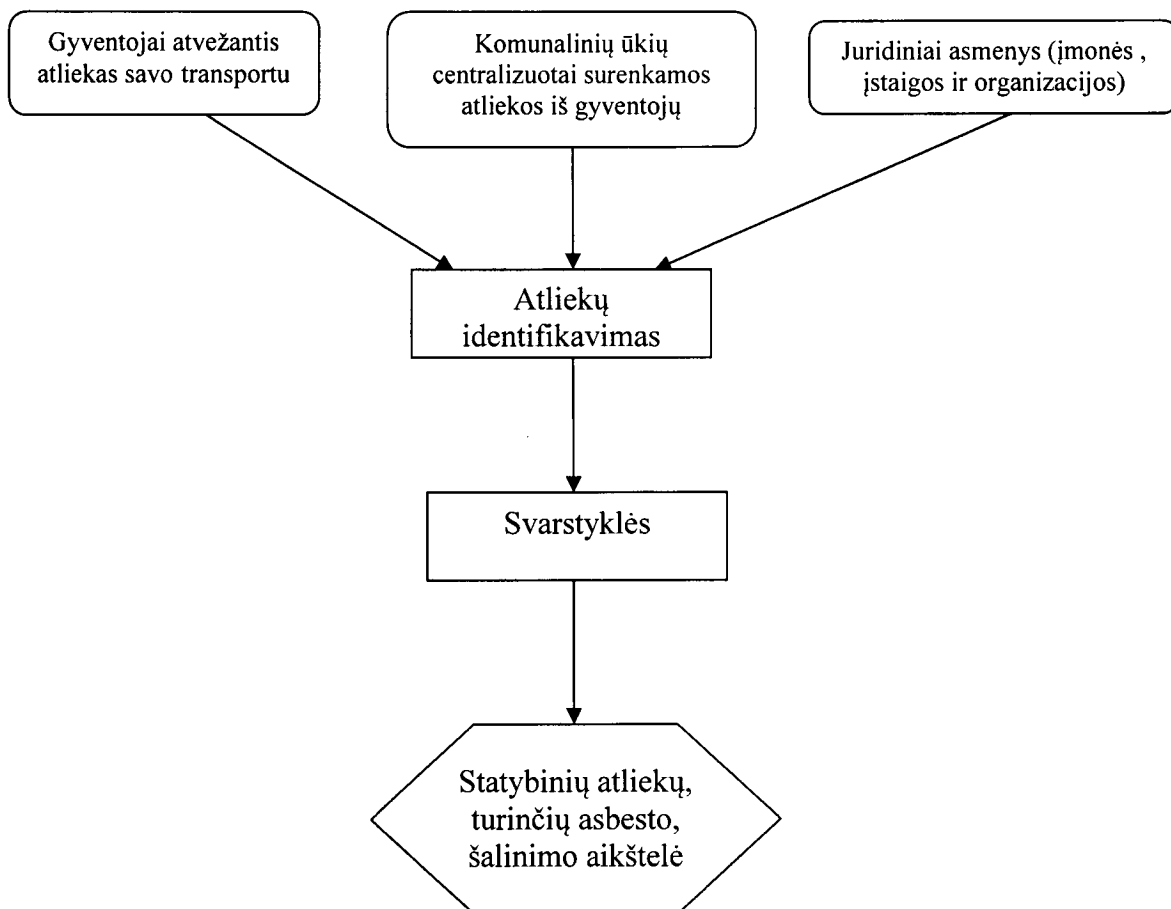 Gyventojai atvežantis
atliekas savo transportu
Komunalinių ūkių
centralizuotai surenkamos
atliekos iš gyventojų
Juridiniai asmenys (įmonės ,
įstaigos ir organizacijos)
Atliekų
identifikavimas
Svarstyklės
Statybinių atliekų,
turinčių asbesto,
šalinimo aikštelė